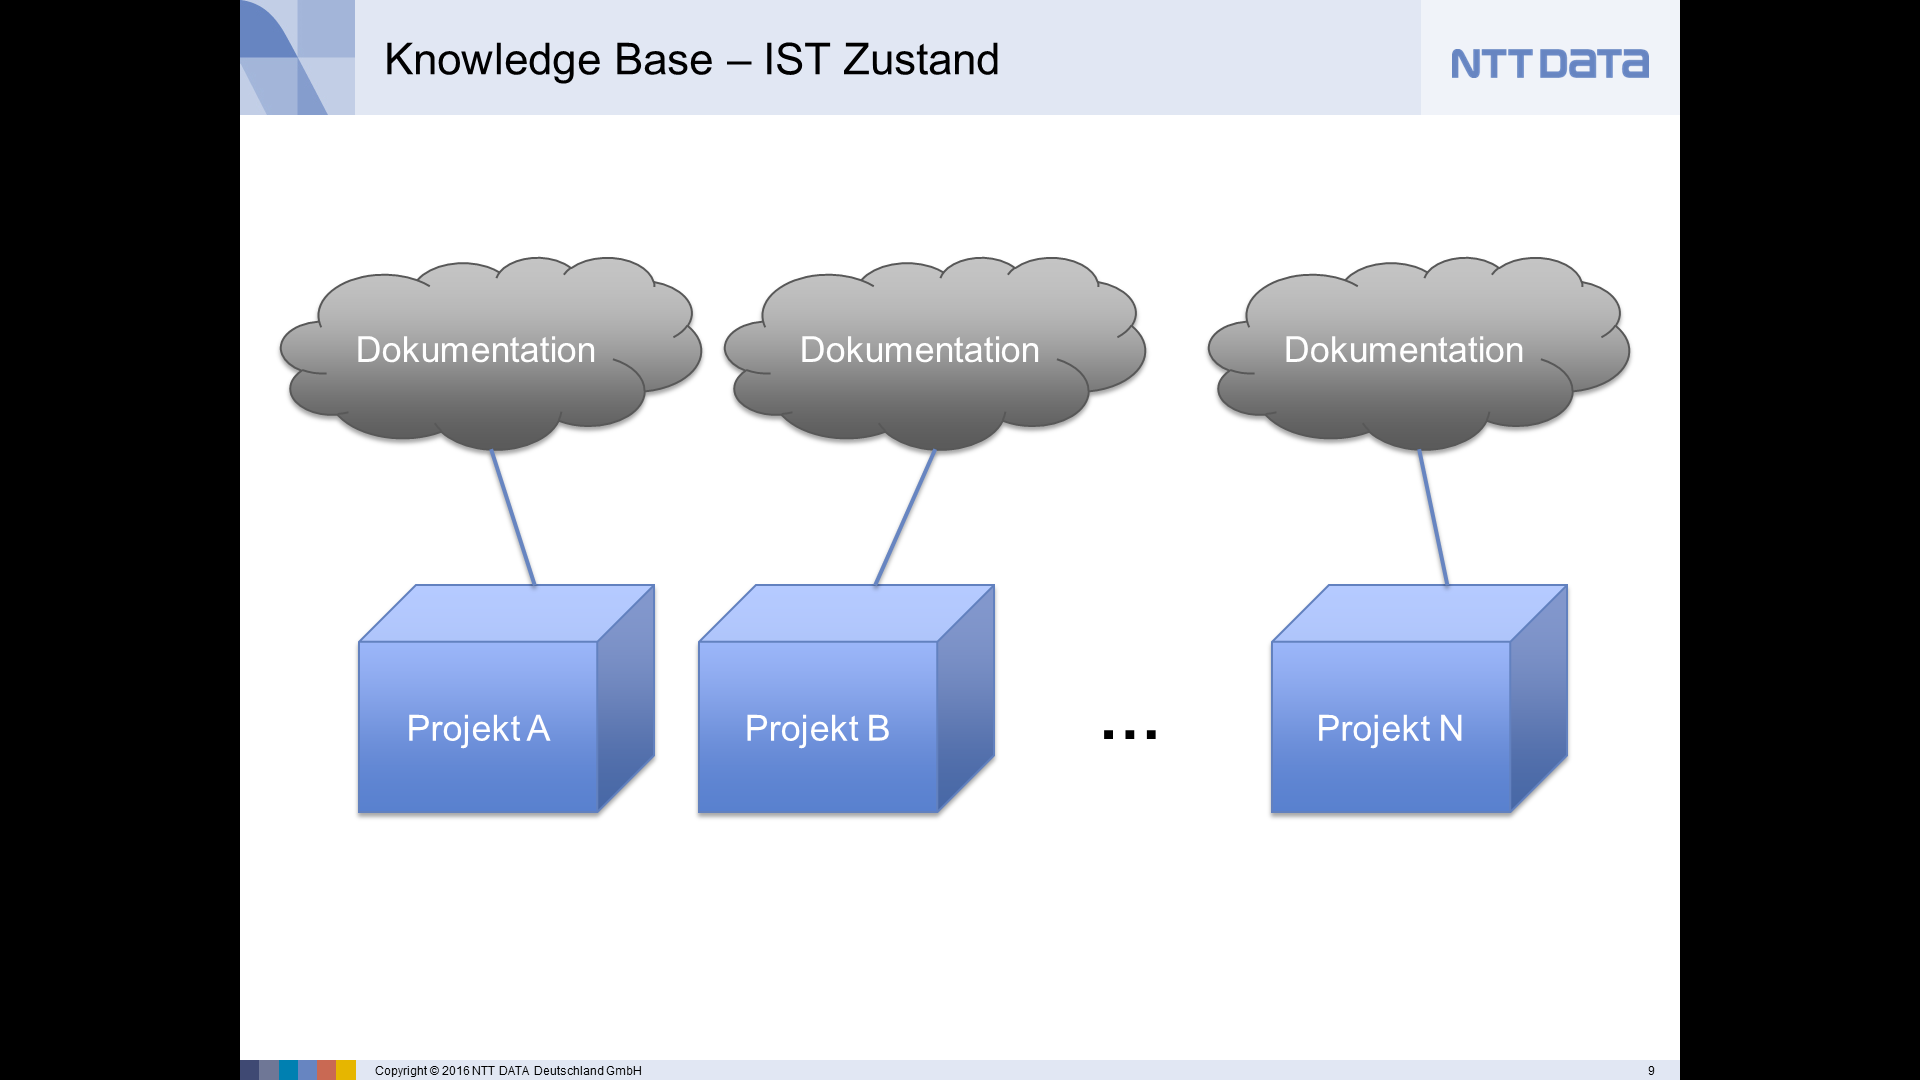 Knowledge Base – IST Zustand
NTT DATA
Dokumentation
Dokumentation
Dokumentation
Projekt A
Projekt B
...
Projekt N
Copyright © 2016 NTT DATA Deutschland GmbH
9